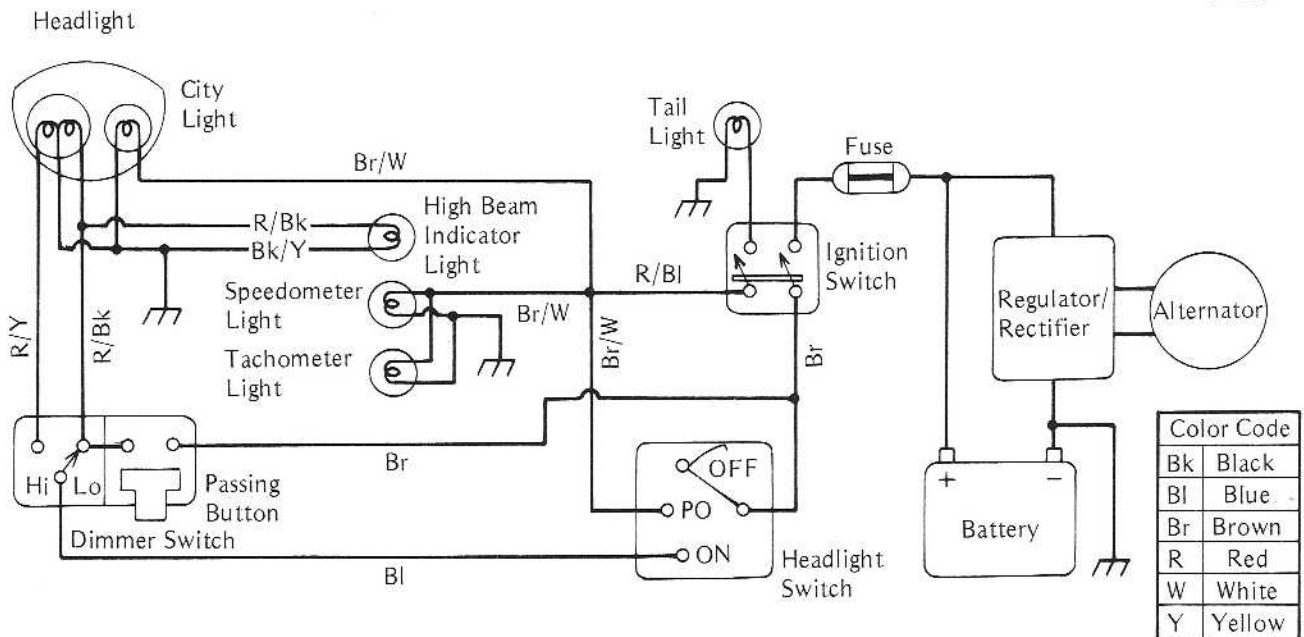 Headlight
City
Light
Tail
Light
Fuse
Br/W
R/Bk
Bk/Y
High Beam
Indicator
Light
Ignition
Switch
R/Bl
Speedometer
Light
Br/W
Tachometer
Light
R/Y
R/Bk
Br/W
Br
Regulator/
Rectifier
Alternator
Hi
Lo
Passing
Button
Dimmer Switch
Br
Bl
OFF
PO
ON
Headlight
Switch
+
−
Battery
Color Code
Bk Black
Bl Blue
Br Brown
R Red
W White
Y Yellow